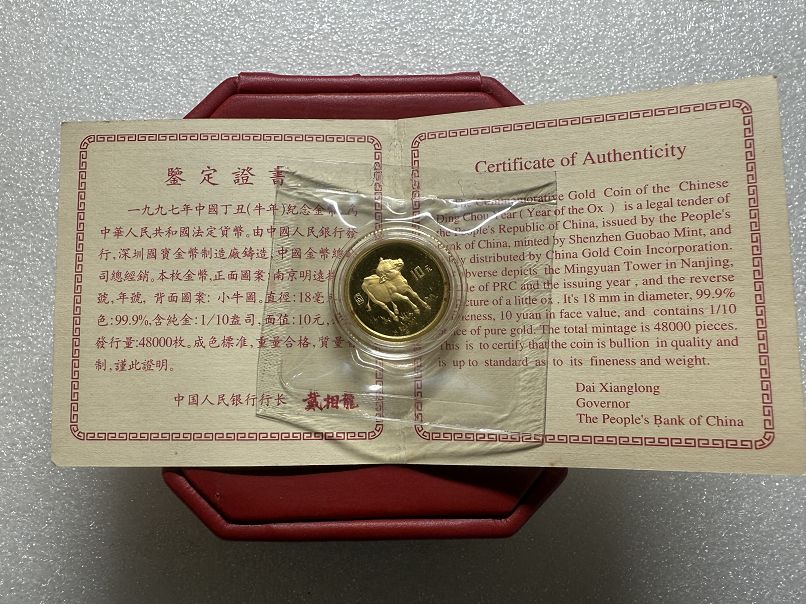 鑒定證書
一九九七年中國丁丑(牛年)紀念金幣
中華人民共和國法定貨幣。由中國人民銀行發
行,深圳國寶金幣制造廠鑄造,中國金幣總
司總經銷。本枚金幣,正面圖案:南京明遠
號,年號,背面圖案:小牛圖。直徑:18毫
色:99.9%,含純金:1/10盎司,面值:10元,
發行量:48000枚。成色標准,重量合格,質量
制,謹此證明。
中國人民銀行行長 戴相龍
10元
Certificate of Authenticity
Gold Coin of the Chinese
Ding Chou Year ( Year of the Ox ) is a legal tender of
the People's Republic of China, issued by the People's
of China, minted by Shenzhen Guobao Mint, and
distributed by China Gold Coin Incorporation.
depicts the Mingyuan Tower in Nanjing,
of PRC and the issuing year , and the reverse
of a little ox . It's 18 mm in diameter, 99.9%
10 yuan in face value, and contains 1/10
of pure gold. The total mintage is 48000 pieces.
This is to certify that the coin is bullion in quality and
is up to standard as to its fineness and weight.
Dai Xianglong
Governor
The People's Bank of China